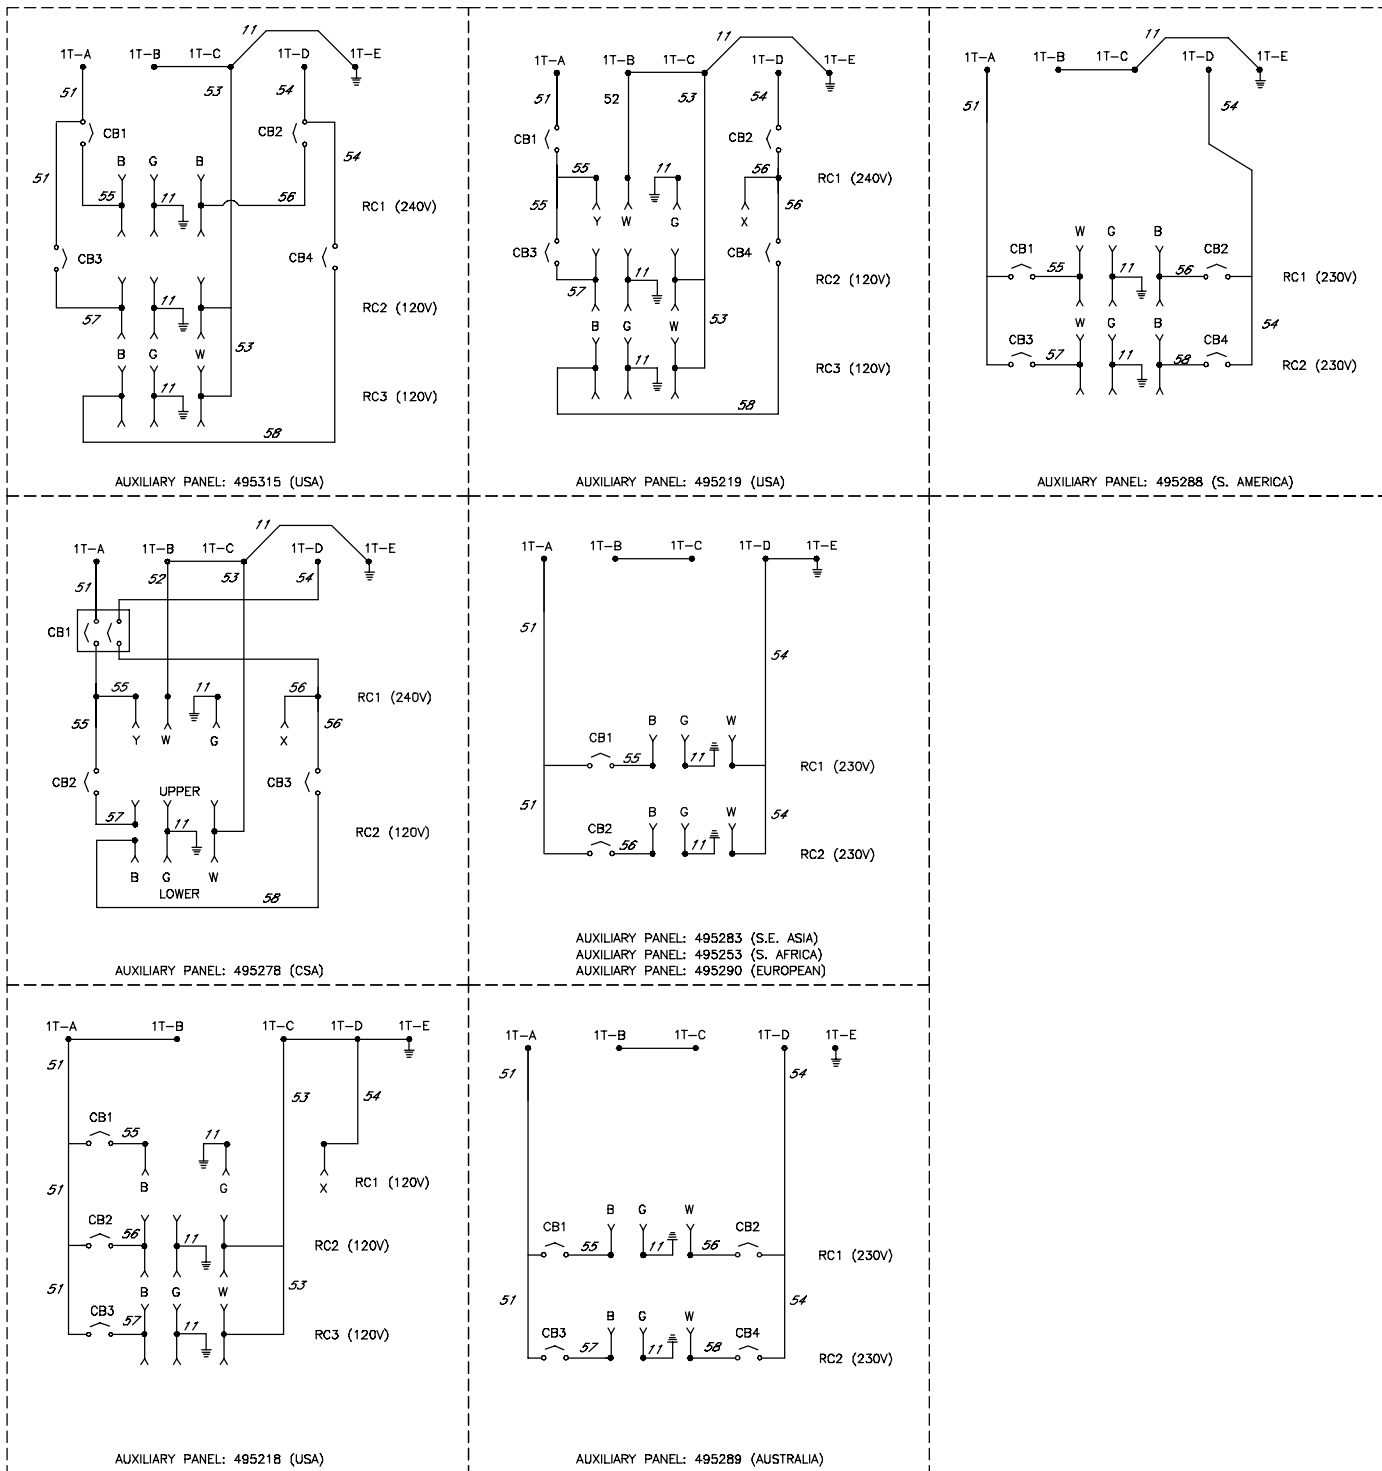 11
1T-A 1T-B 1T-C 1T-D 1T-E
51 53 54
CB1 CB2
54
B G B
51
55 11 56 RC1 (240V)
CB3 CB4
57 11 RC2 (120V)
53
B G W
11 RC3 (120V)
58
AUXILIARY PANEL: 495315 (USA)
11
1T-A 1T-B 1T-C 1T-D 1T-E
51 52 53 54
CB1 CB2
55 11 56 RC1 (240V)
55 56
Y W G X
CB3 CB4
11 RC2 (120V)
57
53
B G W
11 RC3 (120V)
58
AUXILIARY PANEL: 495219 (USA)
11
1T-A 1T-B 1T-C 1T-D 1T-E
51 54
W G B
CB1 CB2
55 11 56 RC1 (230V)
54
W G B
CB3 CB4
57 11 58 RC2 (230V)
AUXILIARY PANEL: 495288 (S. AMERICA)
11
1T-A 1T-B 1T-C 1T-D 1T-E
51 52 53 54
CB1
55 11 56 RC1 (240V)
55 56
Y W G X
CB2 CB3
UPPER
57 11 RC2 (120V)
B G W
LOWER
58
AUXILIARY PANEL: 495278 (CSA)
1T-A 1T-B 1T-C 1T-D 1T-E
51
54
B G W
CB1
55 11 RC1 (230V)
51 54
B G W
CB2
56 11 RC2 (230V)
AUXILIARY PANEL: 495283 (S.E. ASIA)
AUXILIARY PANEL: 495253 (S. AFRICA)
AUXILIARY PANEL: 495290 (EUROPEAN)
1T-A 1T-B 1T-C 1T-D 1T-E
51
53 54
CB1
55 11
B G X RC1 (120V)
51
CB2
56 11 RC2 (120V)
51 53
B G W
CB3
57 11 RC3 (120V)
AUXILIARY PANEL: 495218 (USA)
1T-A 1T-B 1T-C 1T-D 1T-E
51 54
B G W
CB1 CB2
55 11 56 RC1 (230V)
51 54
B G W
CB3 CB4
57 11 58 RC2 (230V)
AUXILIARY PANEL: 495289 (AUSTRALIA)